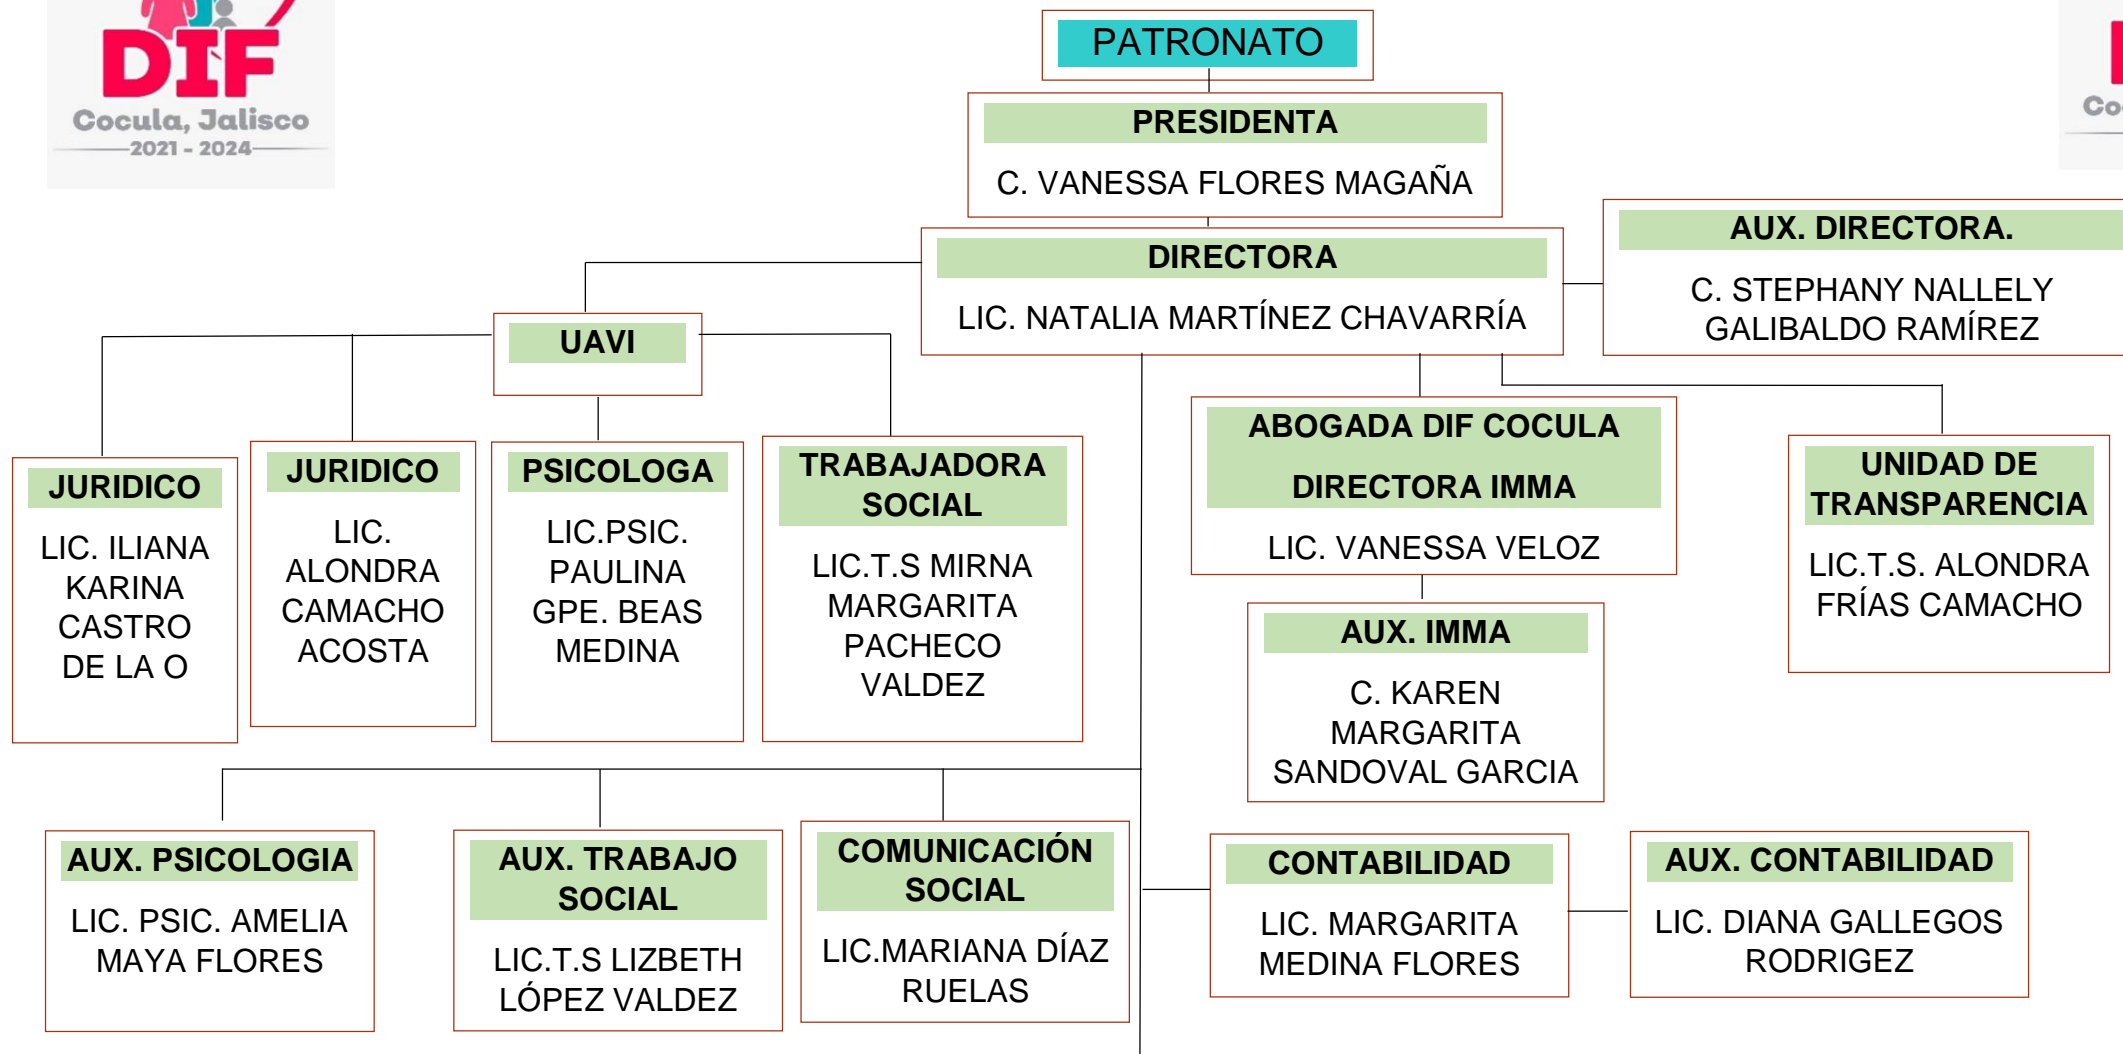 DIF
Cocula, Jalisco
2021 - 2024
PATRONATO
PRESIDENTA
C. VANESSA FLORES MAGAÑA
DIRECTORA
LIC. NATALIA MARTÍNEZ CHAVARRÍA
AUX. DIRECTORA.
C. STEPHANY NALLELY
GALIBALDO RAMÍREZ
UAVI
JURIDICO
LIC. ILIANA
KARINA
CASTRO
DE LA O
JURIDICO
LIC.
ALONDRA
CAMACHO
ACOSTA
PSICOLOGA
LIC.PSIC.
PAULINA
GPE. BEAS
MEDINA
TRABAJADORA
SOCIAL
LIC.T.S MIRNA
MARGARITA
PACHECO
VALDEZ
ABOGADA DIF COCULA
DIRECTORA IMMA
LIC. VANESSA VELOZ
UNIDAD DE
TRANSPARENCIA
LIC.T.S. ALONDRA
FRÍAS CAMACHO
AUX. IMMA
C. KAREN
MARGARITA
SANDOVAL GARCIA
AUX. PSICOLOGIA
LIC. PSIC. AMELIA
MAYA FLORES
AUX. TRABAJO
SOCIAL
LIC.T.S LIZBETH
LÓPEZ VALDEZ
COMUNICACIÓN
SOCIAL
LIC.MARIANA DÍAZ
RUELAS
CONTABILIDAD
LIC. MARGARITA
MEDINA FLORES
AUX. CONTABILIDAD
LIC. DIANA GALLEGOS
RODRIGEZ